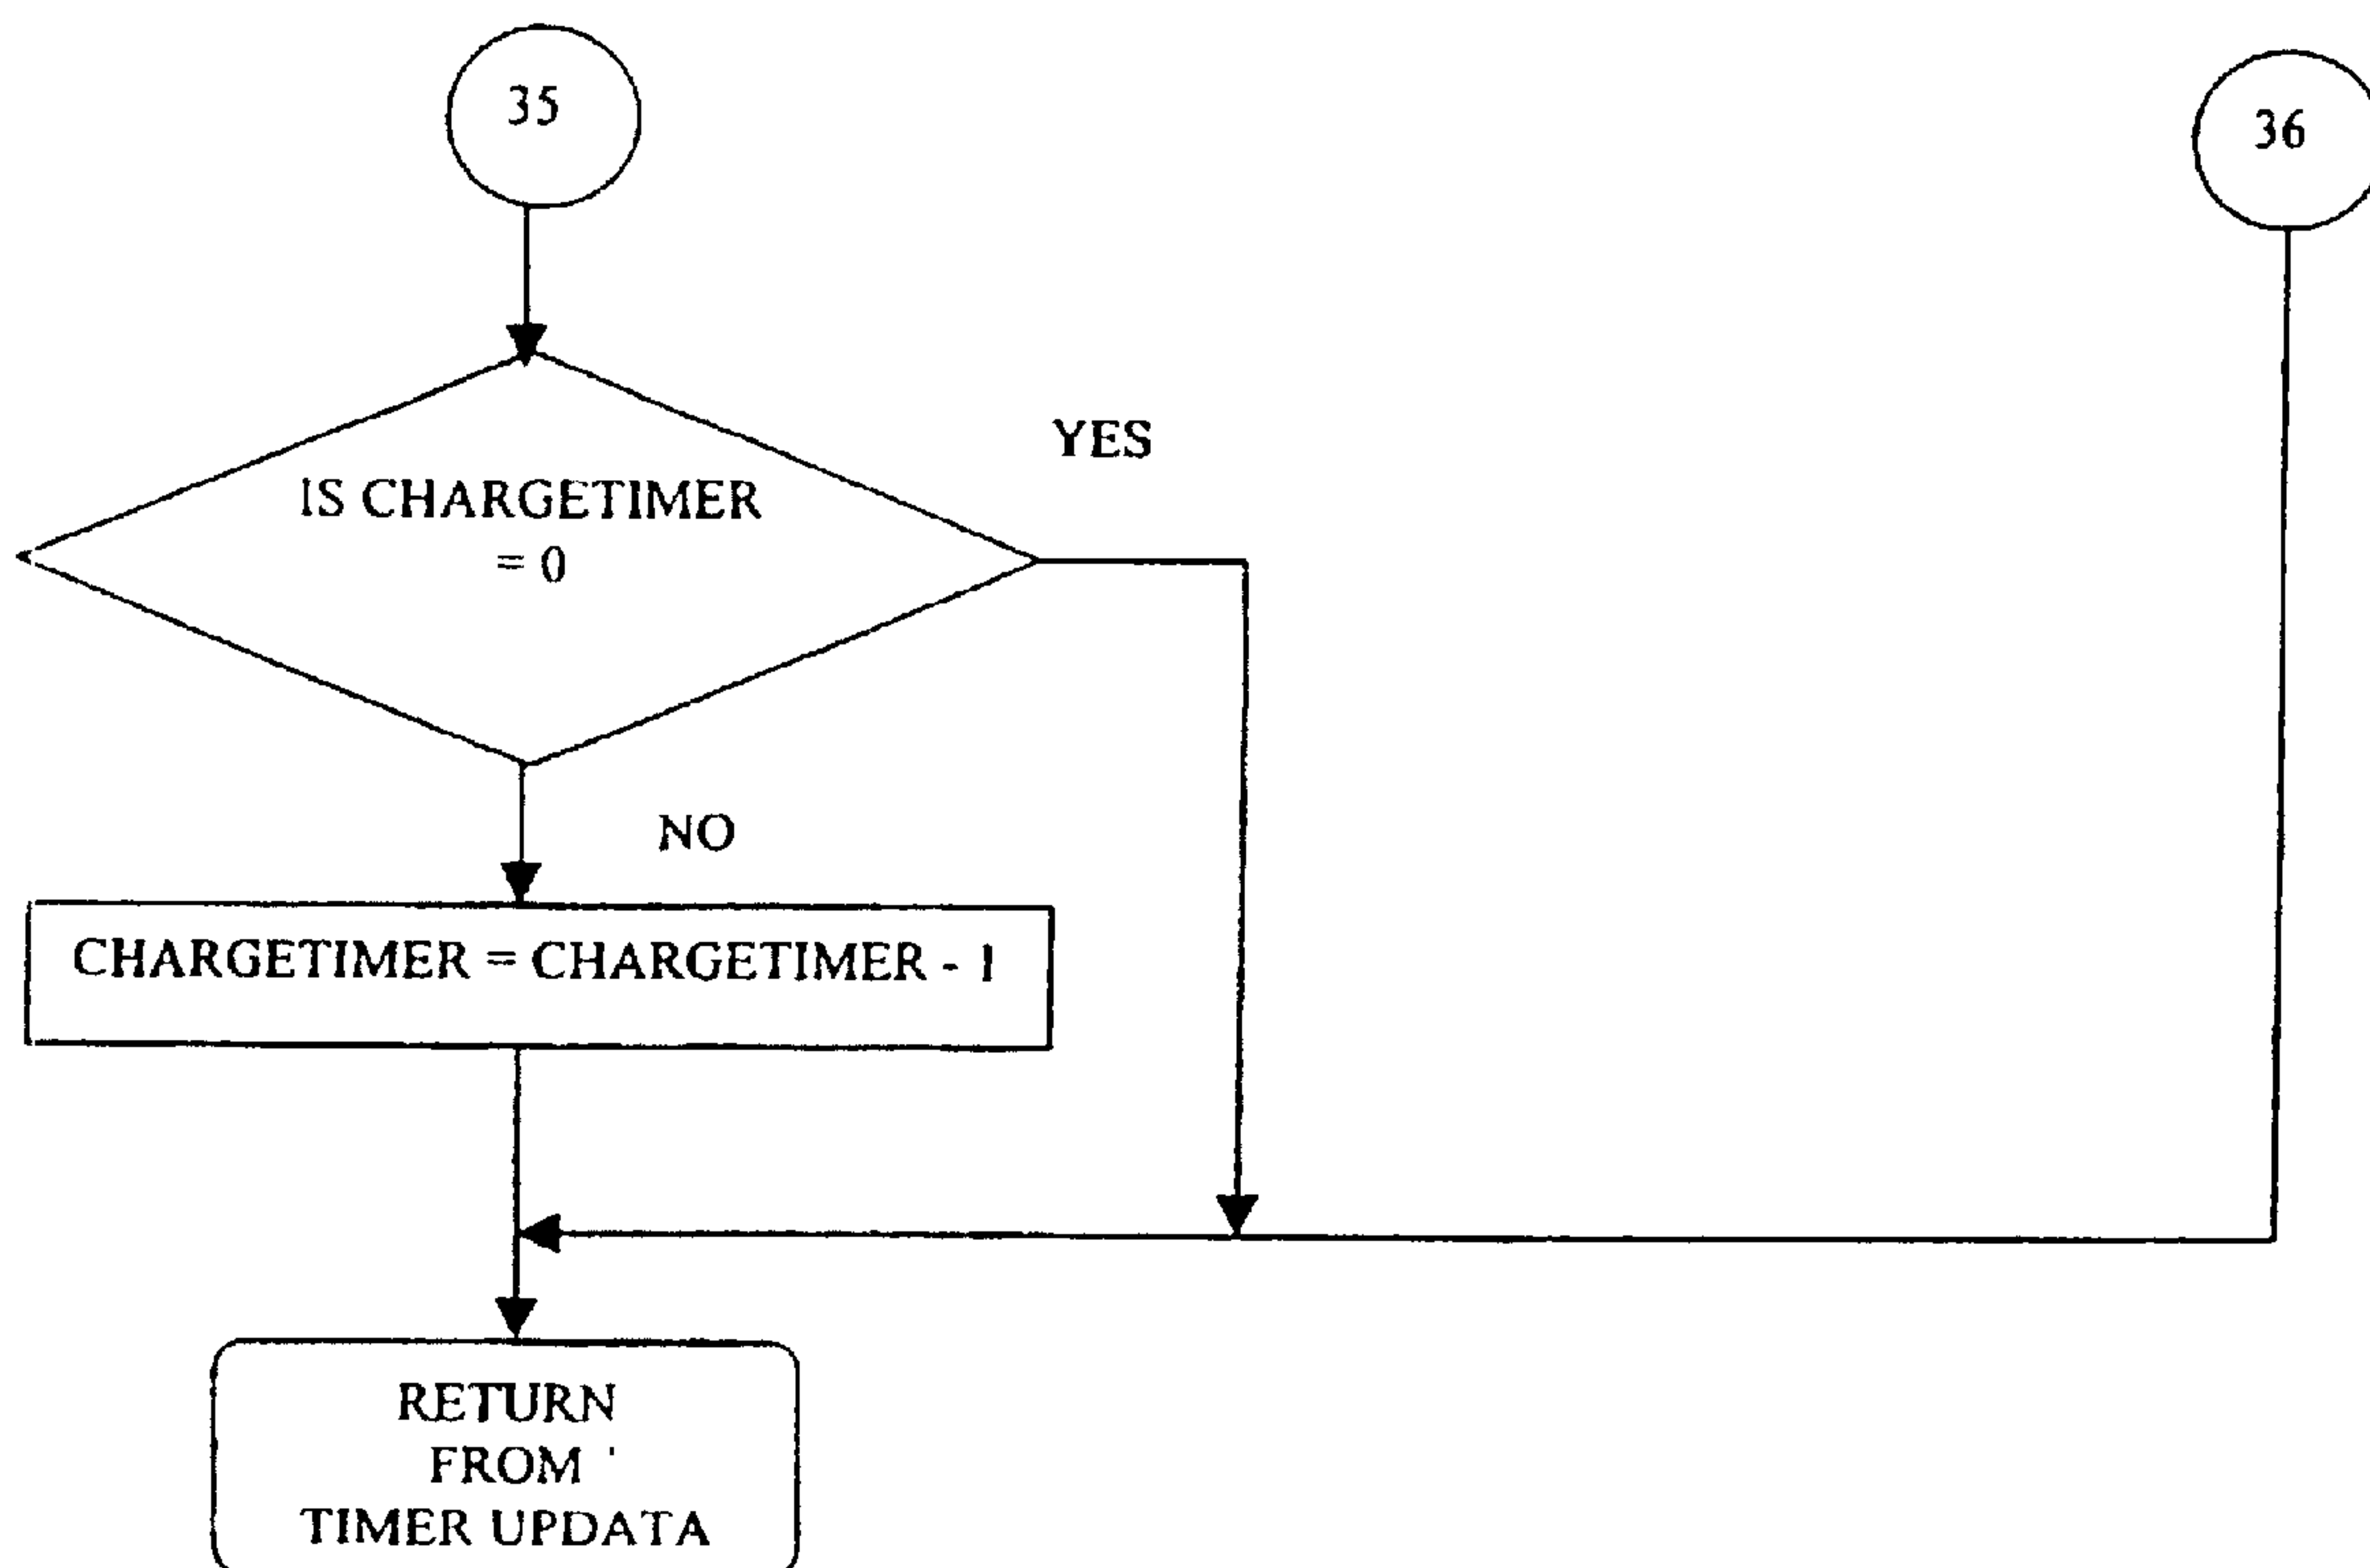 35
36
YES
IS CHARGETIMER
= 0
NO
CHARGETIMER = CHARGETIMER - 1
RETURN
FROM '
TIMER UPDATA